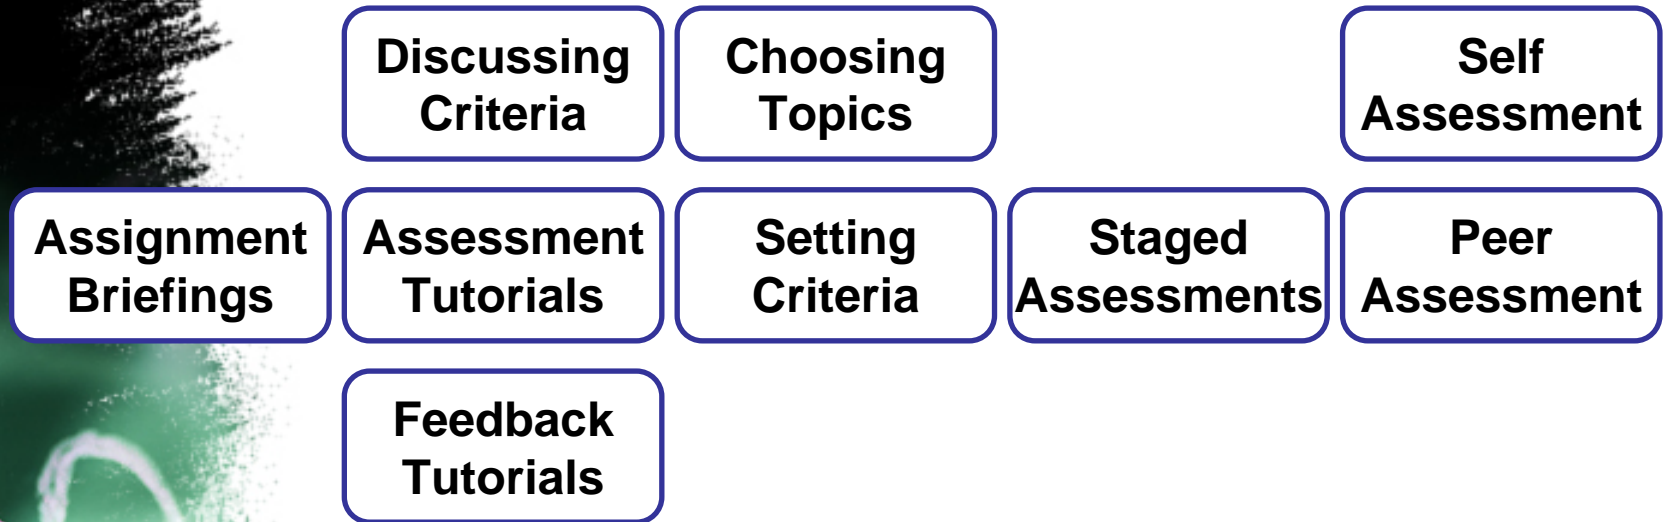 Discussing
Criteria
Choosing
Topics
Self
Assessment
Assignment
Briefings
Assessment
Tutorials
Setting
Criteria
Staged
Assessments
Peer
Assessment
Feedback
Tutorials